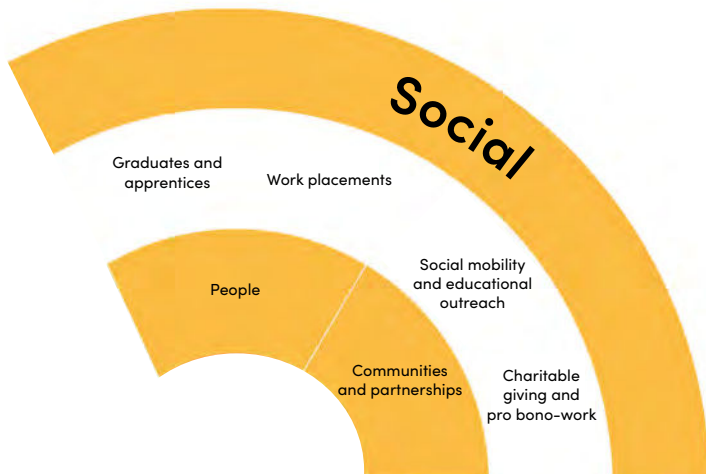 Social
Graduates and
apprentices
Work placements
Social mobility
and educational
outreach
People
Communities
and partnerships
Charitable
giving and
pro bono-work